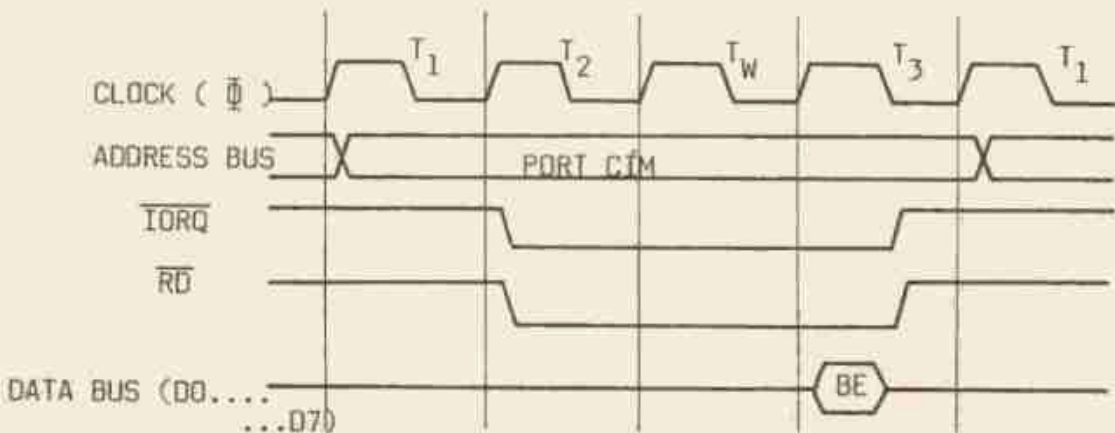 T1 T2 TW T3 T1
CLOCK ( Φ )
ADDRESS BUS PORT CÍM
IORQ
RD
DATA BUS (D0.... BE
...D7)